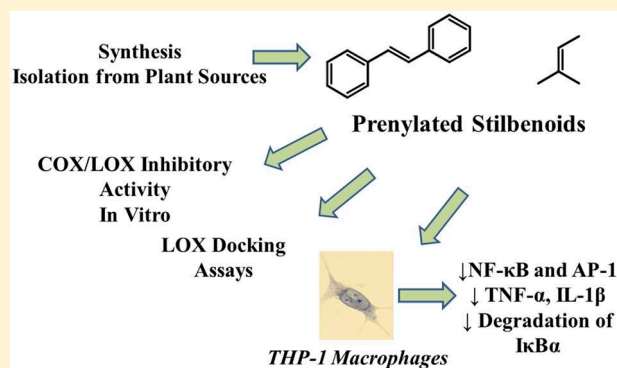 Synthesis
Isolation from Plant Sources
Prenylated Stilbenoids
COX/LOX Inhibitory
Activity
In Vitro
LOX Docking
Assays
THP-1 Macrophages
↓NF-κB and AP-1
↓ TNF-α, IL-1β
↓ Degradation of
IκBα